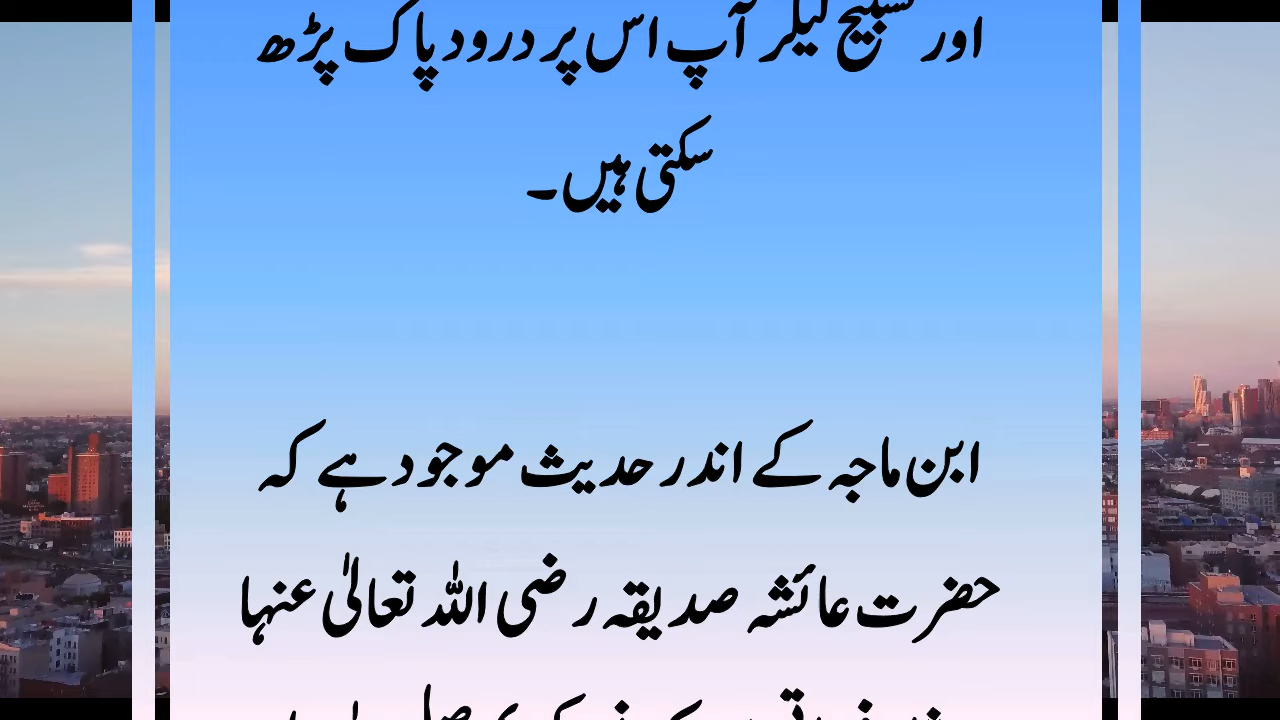 اور تسبیح لیکر آپ اس پر درود پاک پڑھ
سکتی ہیں۔
ابن ماجہ کے اندر حدیث موجود ہے کہ
حضرت عائشہ صدیقہ رضی اللہ تعالیٰ عنہا